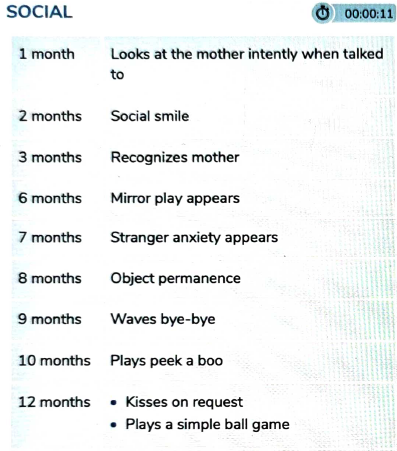 SOCIAL 00:00:11
1 month Looks at the mother intently when talked
to
2 months Social smile
3 months Recognizes mother
6 months Mirror play appears
7 months Stranger anxiety appears
8 months Object permanence
9 months Waves bye-bye
10 months Plays peek a boo
12 months • Kisses on request
• Plays a simple ball game